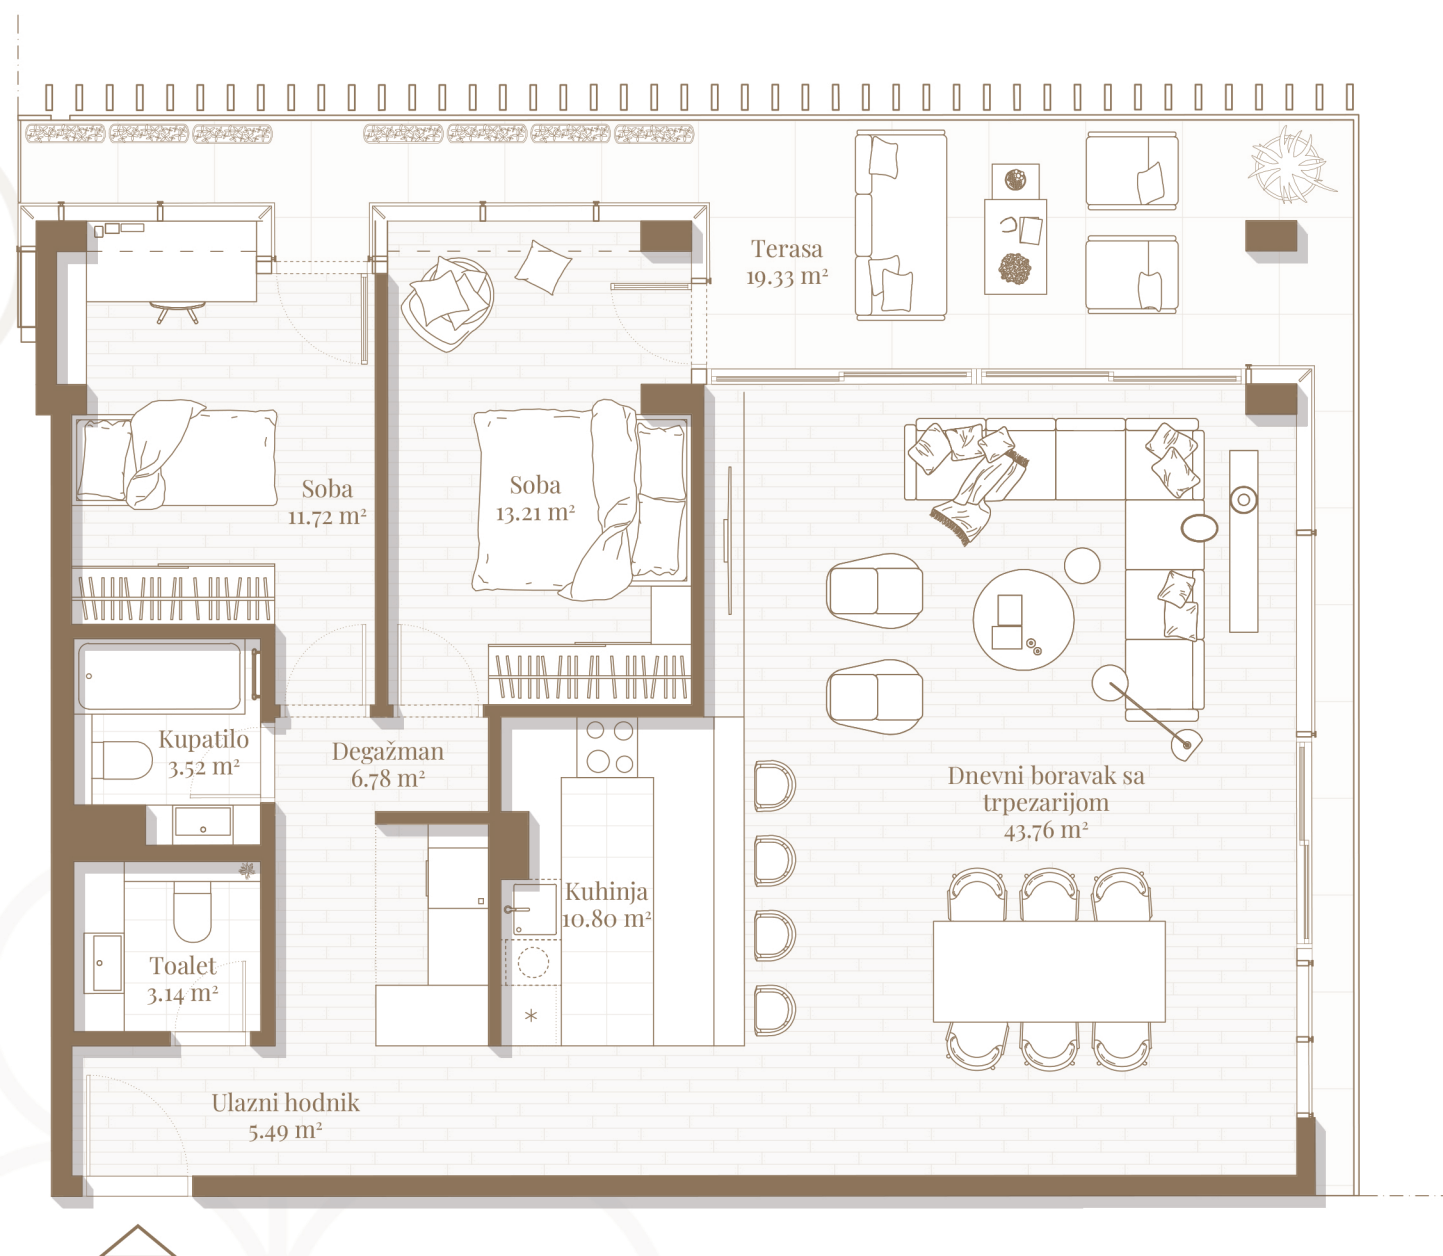 Terasa
19.33 m²
Soba
11.72 m²
Soba
13.21 m²
Kupatilo
3.52 m²
Degažman
6.78 m²
Dnevni boravak sa
trpezarijom
43.76 m²
Kuhinja
10.80 m²
Toalet
3.14 m²
Ulazni hodnik
5.49 m²